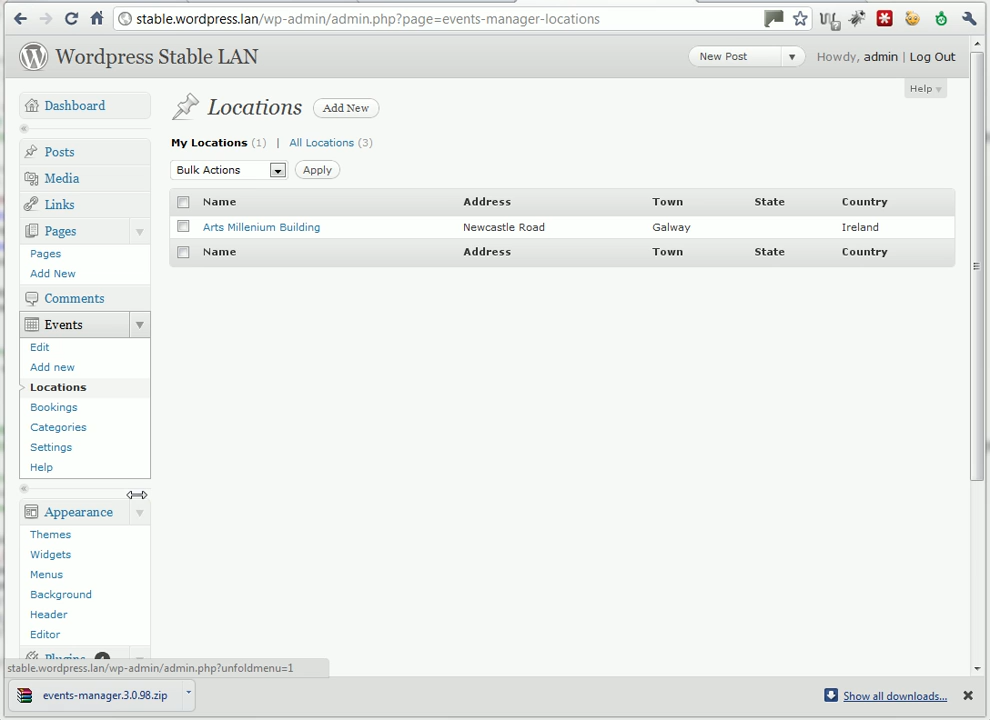 stable.wordpress.lan/wp-admin/admin.php?page=events-manager-locations
Wordpress Stable LAN
New Post
Howdy, admin | Log Out
Help
Dashboard
Posts
Media
Links
Pages
Pages
Add New
Comments
Events
Edit
Add new
Locations
Bookings
Categories
Settings
Help
Appearance
Themes
Widgets
Menus
Background
Header
Editor
Plugins
Locations Add New
My Locations (1) | All Locations (3)
Bulk Actions Apply
Name Address Town State Country
Arts Millenium Building Newcastle Road Galway Ireland
Name Address Town State Country
stable.wordpress.lan/wp-admin/admin.php?unfoldmenu=1
events-manager.3.0.98.zip
Show all downloads...